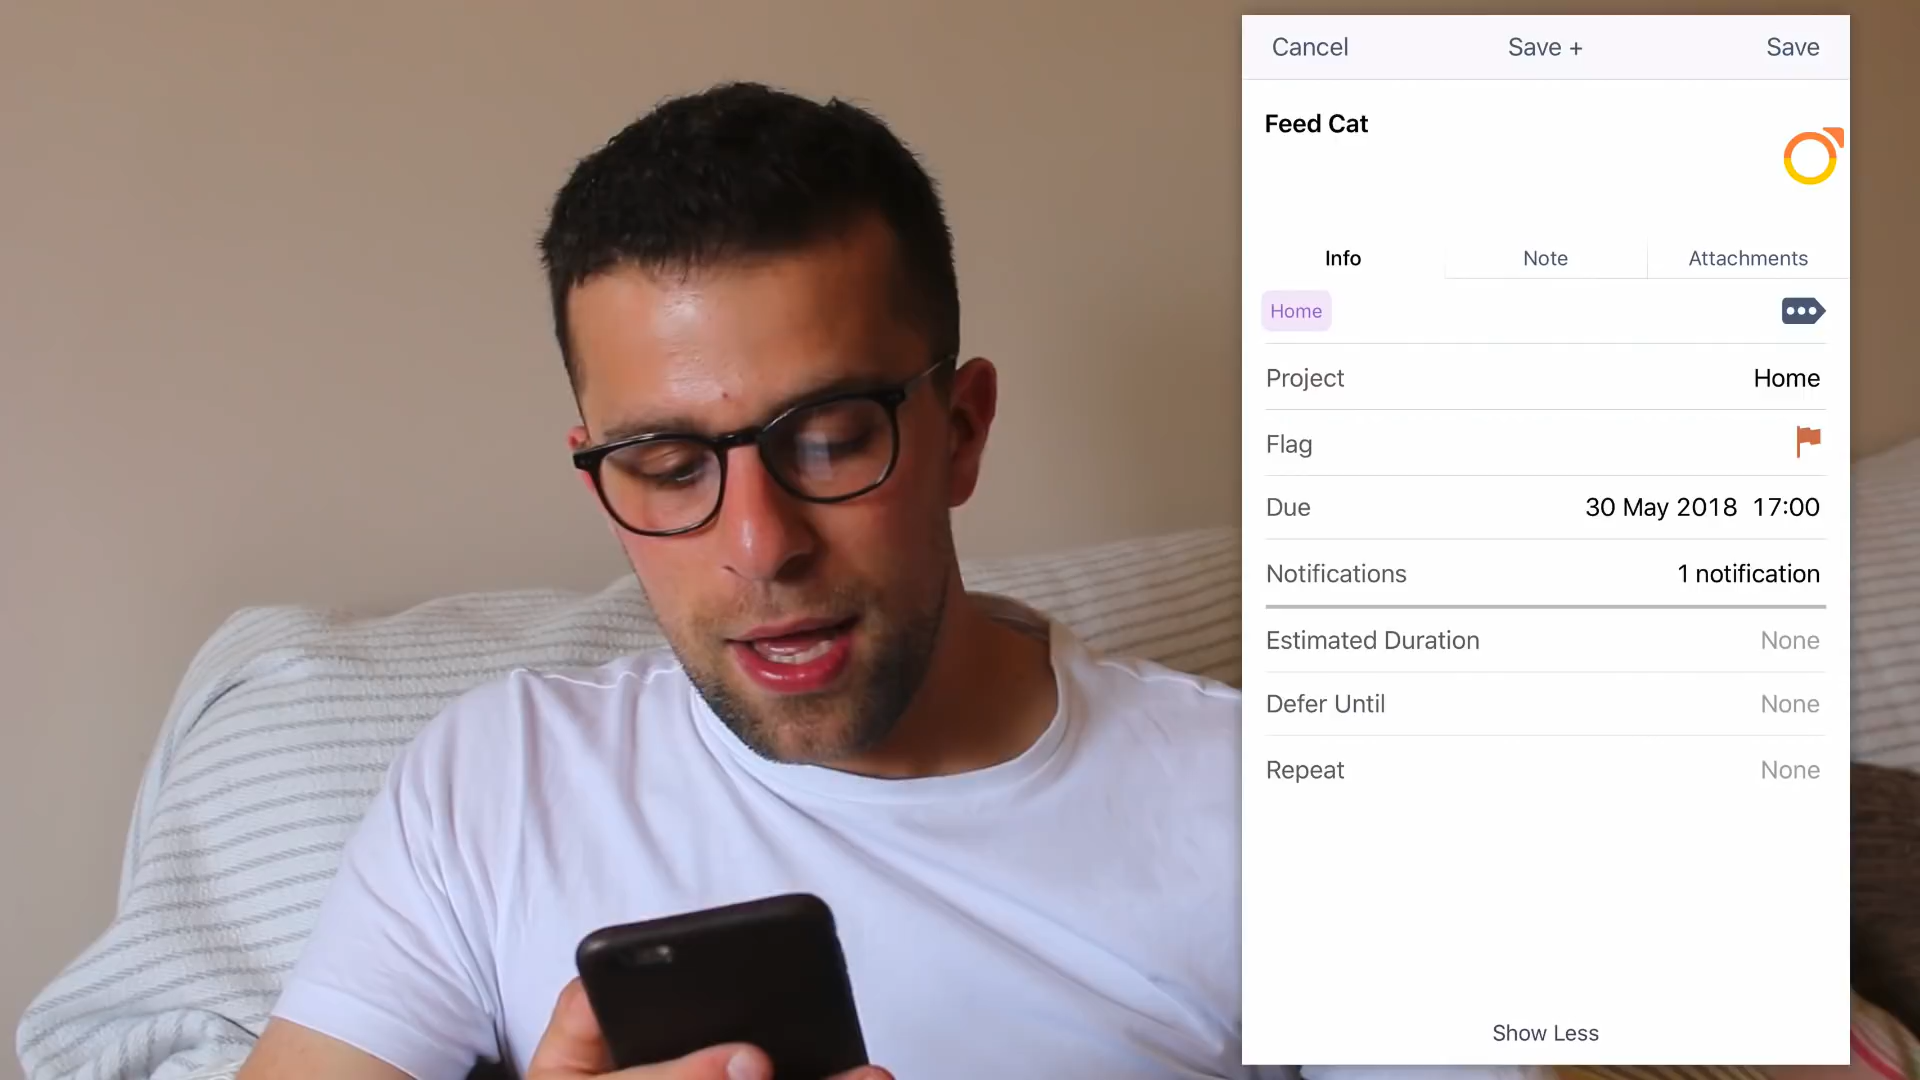 Cancel Save + Save
Feed Cat
Info Note Attachments
Home
Project Home
Flag
Due 30 May 2018 17:00
Notifications 1 notification
Estimated Duration None
Defer Until None
Repeat None
Show Less